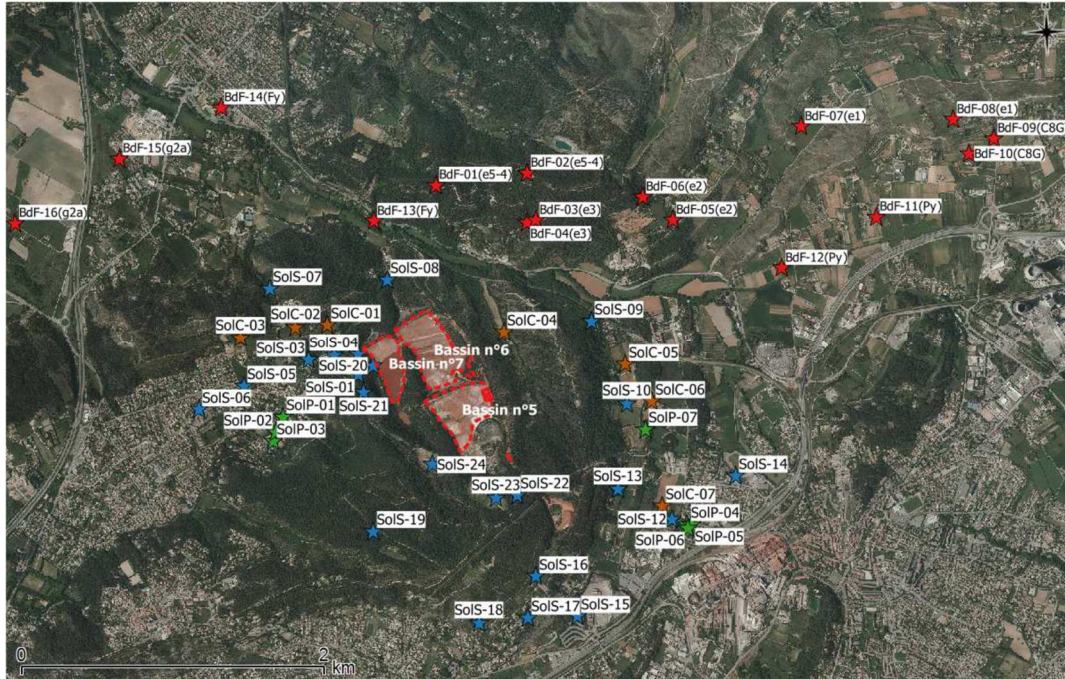 BdF-08(e1)
BdF-14(Fy)
BdF-07(e1)
BdF-09(C8G
BdF-15(g2a)
BdF-10(C8G)
BdF-02(e5-4)
BdF-01(e5-4)
BdF-06(e2)
BdF-16(g2a)
BdF-13(Fy)
BdF-03(e3)
BdF-05(e2)
BdF-11(Py)
BdF-04(e3)
BdF-12(Py)
SolS-08
SolS-07
SolC-02
SolC-01
SolC-04
SolS-09
SolC-03
SolS-04
SolS-03
Bassin n°6
SolS-20
Bassin n°7
SolC-05
SolS-05
SolS-01
SolS-10
SolC-06
SolS-06
SolP-01
SolS-21
Bassin n°5
SolP-02
SolP-03
SolP-07
SolS-24
SolS-13
SolS-14
SolS-23
SolS-22
SolC-07
SolS-12
SolP-04
SolS-19
SolP-06
SolP-05
SolS-16
SolS-18
SolS-17
SolS-15
0
2
km